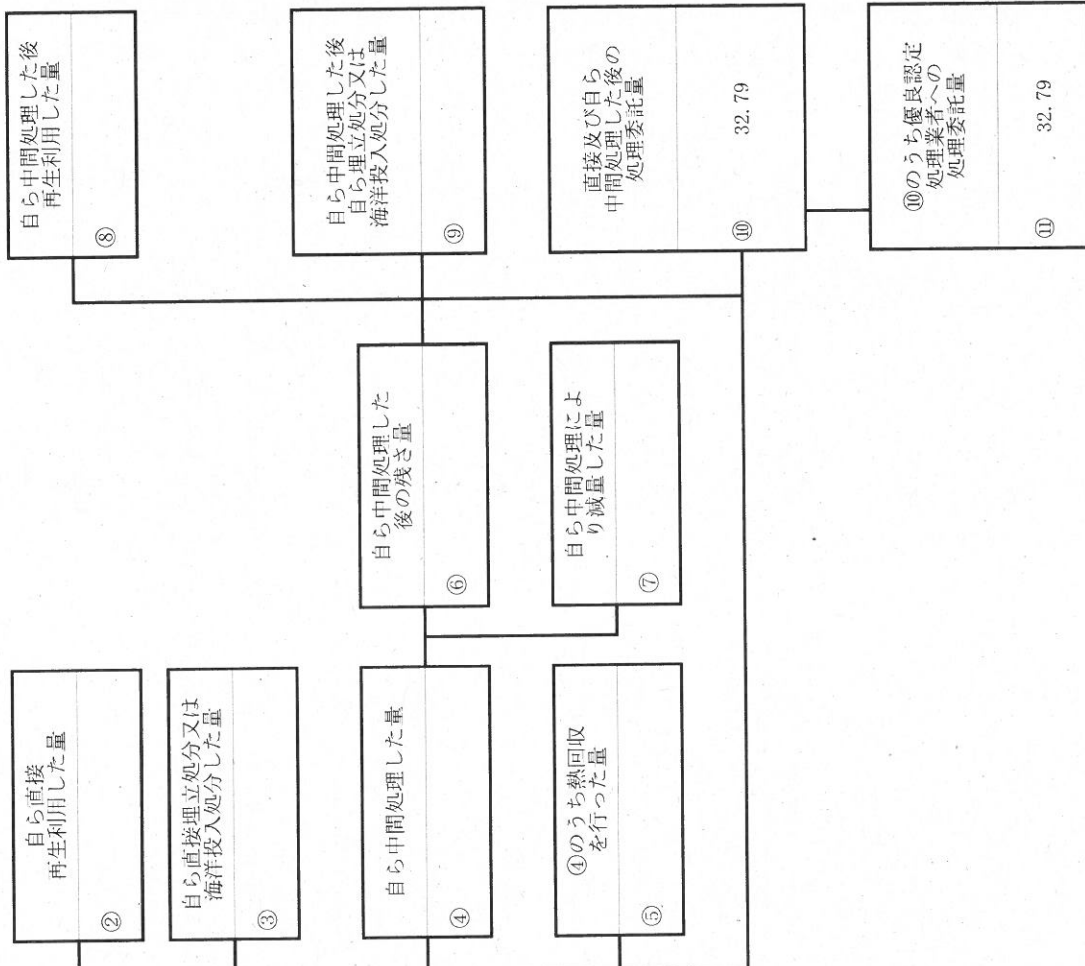 自ら直接
再生利用した量
②
自ら直接埋立処分又は
海洋投入処分した量
③
自ら中間処理した量
④
④のうち熱回収
を行った量
⑤
自ら中間処理した
後の残さ量
⑥
自ら中間処理によ
り減量した量
⑦
自ら中間処理した後
再生利用した量
⑧
自ら中間処理した後
自ら埋立処分又は
海洋投入処分した量
⑨
直接及び自ら
中間処理した後の
処理委託量
⑩
32.79
⑩のうち優良認定
処理業者への
処理委託量
⑪
32.79